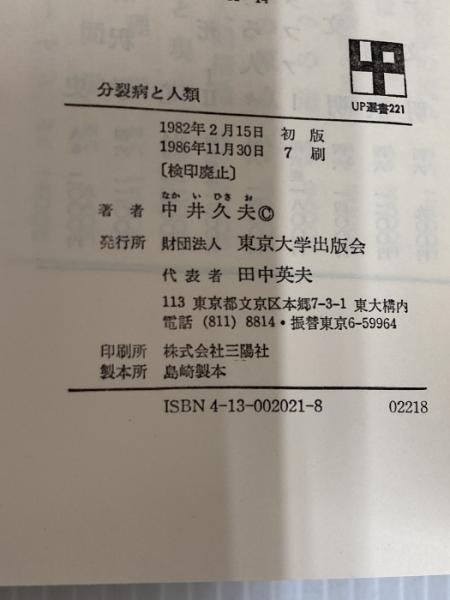 UP選書221
分裂病と人類
1982年2月15日 初版
1986年11月30日 7刷
〔検印廃止〕
なかいひさお
著者 中井久夫©
発行所 財団法人 東京大学出版会
代表者 田中英夫
113 東京都文京区本郷7-3-1 東大構内
電話 (811) 8814・振替東京6-59964
印刷所 株式会社三陽社
製本所 島崎製本
ISBN 4-13-002021-8 02218